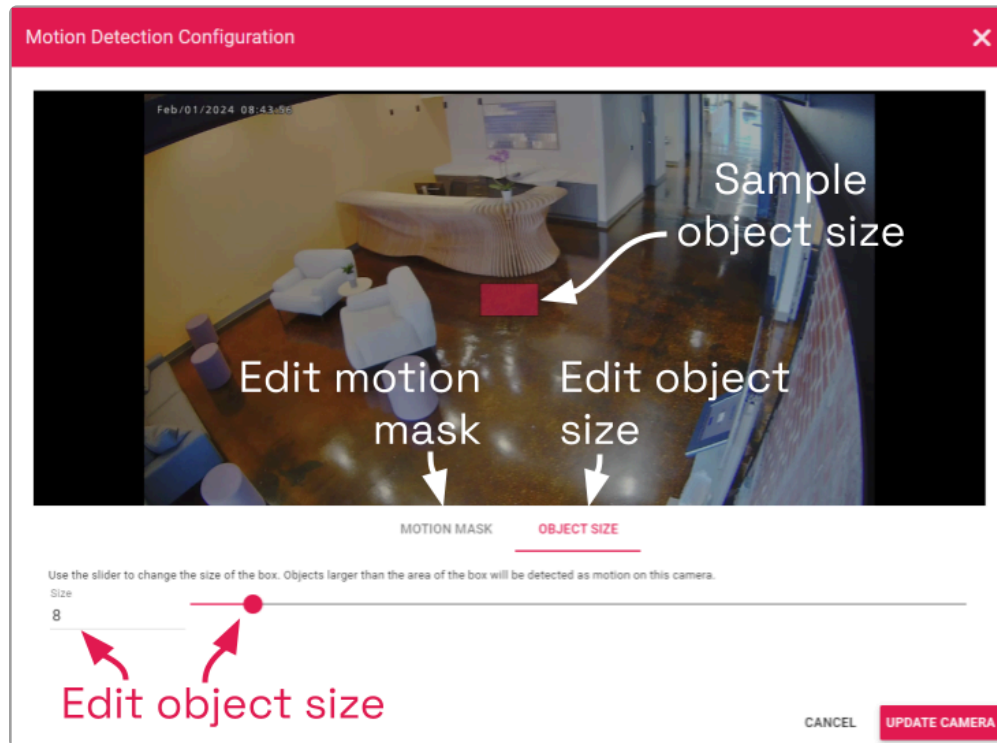 Motion Detection Configuration
Feb/01/2024 08:43:56
Sample
object size
Edit motion
mask
Edit object
size
MOTION MASK
OBJECT SIZE
Use the slider to change the size of the box. Objects larger than the area of the box will be detected as motion on this camera.
Size
8
Edit object size
CANCEL
UPDATE CAMERA